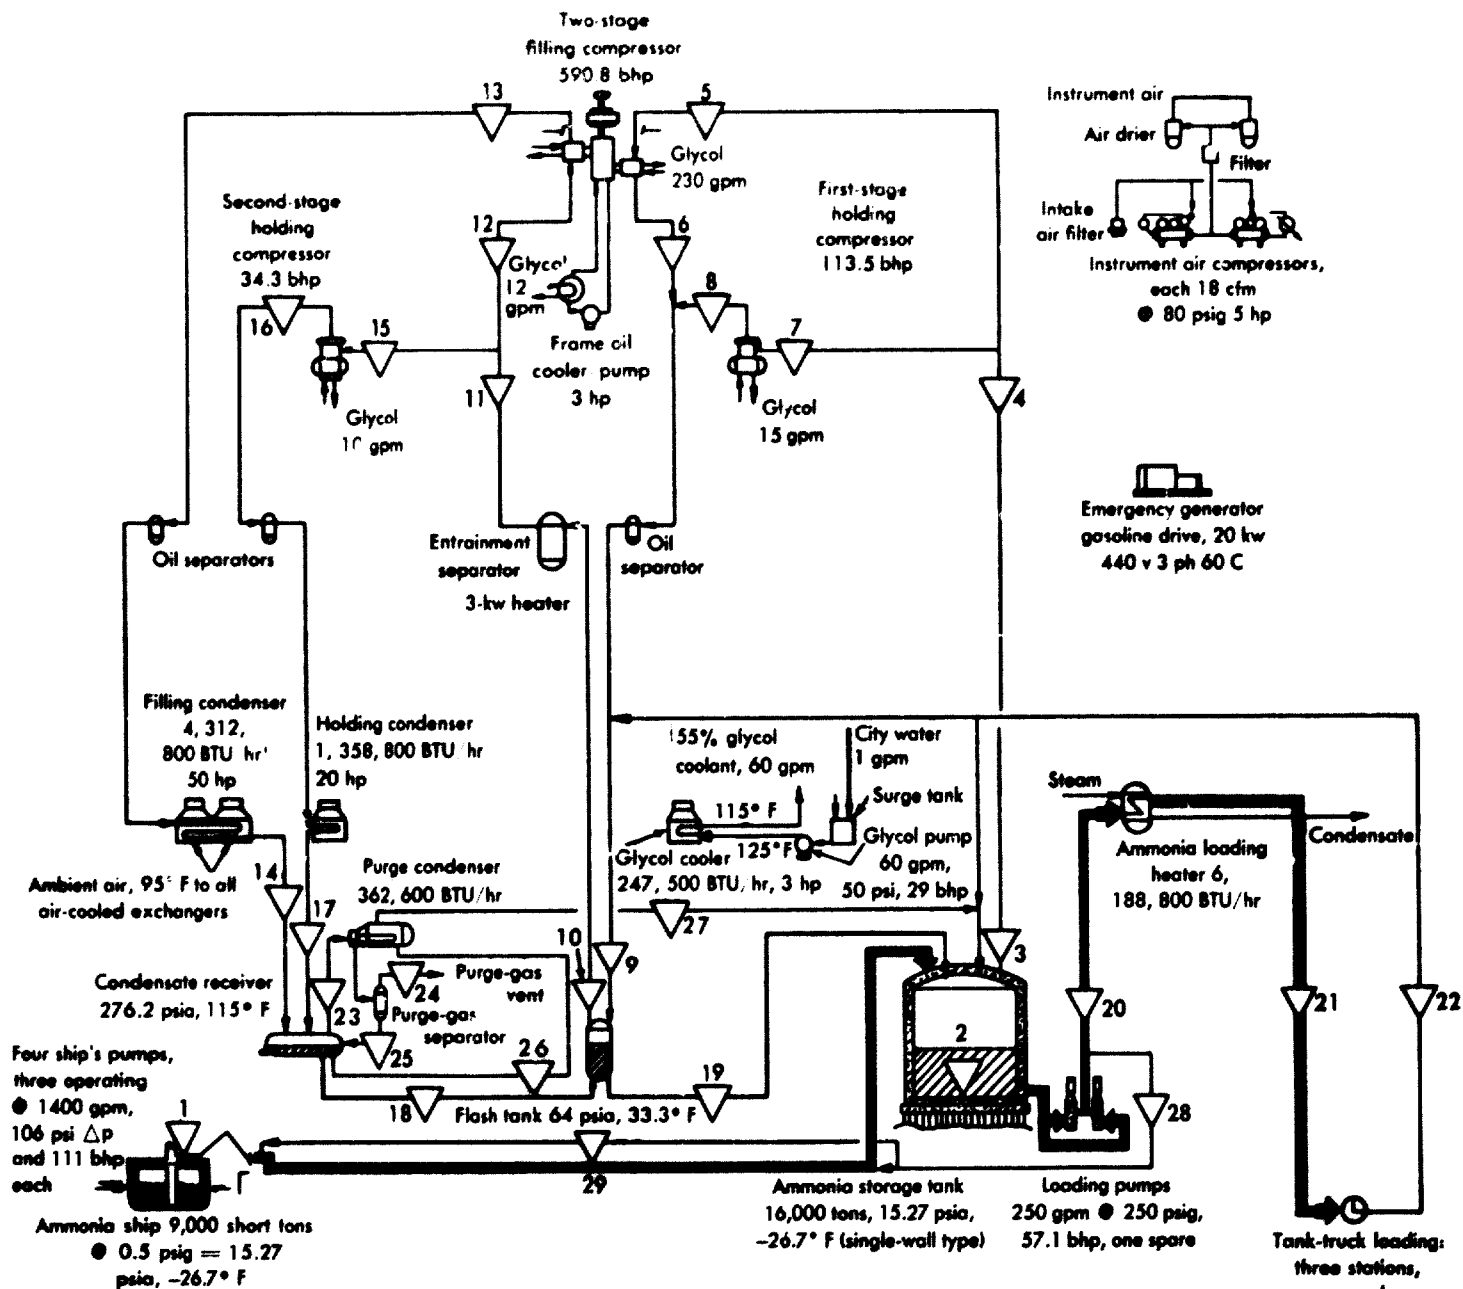 Two-stage
filling compressor
590.8 bhp
13
5
Glycol
230 gpm
Instrument air
Air drier
Filter
Intake
air filter
Instrument air compressors,
each 18 cfm
@ 80 psig 5 hp
Second-stage
holding
compressor
34.3 bhp
First-stage
holding
compressor
113.5 bhp
12
6
Glycol
12
gpm
8
16
15
7
Frame oil
cooler pump
3 hp
11
4
Glycol
gpm
Glycol
15 gpm
Emergency generator
gasoline drive, 20 kw
440 v 3 ph 60 C
Oil separators
Entrainment
separator
3-kw heater
Oil
separator
Filling condenser
4, 312,
800 BTU hr
50 hp
Holding condenser
1, 358, 800 BTU/hr
20 hp
55% glycol
coolant, 60 gpm
City water
1 gpm
Surge tank
115° F
125° F
Glycol cooler
247, 500 BTU/hr, 3 hp
Glycol pump
60 gpm,
50 psi, 29 bhp
Steam
Condensate
Ammonia loading
heater 6,
188, 800 BTU/hr
Ambient air, 95° F to all
air-cooled exchangers
14
17
Purge condenser
362, 600 BTU/hr
27
10
9
3
Condensate receiver
276.2 psia, 115° F
23
24
Purge-gas
vent
Purge-gas
separator
25
26
2
20
21
22
Four ship's pumps,
three operating
@ 1400 gpm,
106 psi △p
and 111 bhp
each
1
18
Flash tank 64 psia, 33.3° F
19
28
29
Ammonia ship 9,000 short tons
@ 0.5 psig = 15.27
psia, -26.7° F
Ammonia storage tank
16,000 tons, 15.27 psia,
-26.7° F (single-wall type)
Loading pumps
250 gpm @ 250 psig,
57.1 bhp, one spare
Tank-truck loading:
three stations,